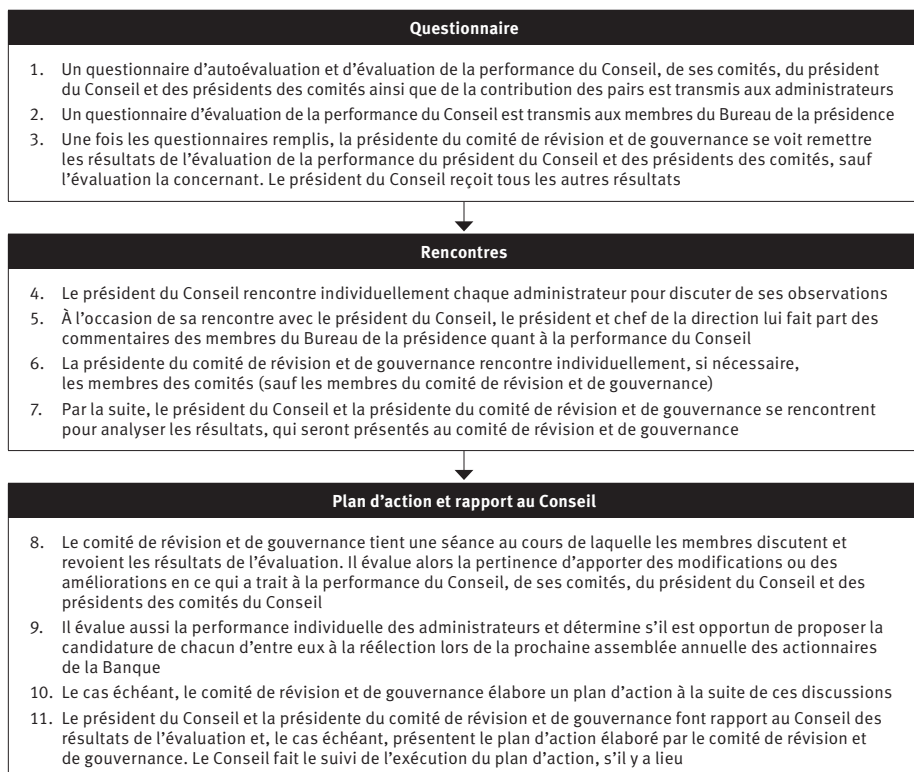 Questionnaire
1. Un questionnaire d'autoévaluation et d'évaluation de la performance du Conseil, de ses comités, du président
du Conseil et des présidents des comités ainsi que de la contribution des pairs est transmis aux administrateurs
2. Un questionnaire d'évaluation de la performance du Conseil est transmis aux membres du Bureau de la présidence
3. Une fois les questionnaires remplis, la présidente du comité de révision et de gouvernance se voit remettre
les résultats de l'évaluation de la performance du président du Conseil et des présidents des comités, sauf
l'évaluation la concernant. Le président du Conseil reçoit tous les autres résultats
Rencontres
4. Le président du Conseil rencontre individuellement chaque administrateur pour discuter de ses observations
5. À l'occasion de sa rencontre avec le président du Conseil, le président et chef de la direction lui fait part des
commentaires des membres du Bureau de la présidence quant à la performance du Conseil
6. La présidente du comité de révision et de gouvernance rencontre individuellement, si nécessaire,
les membres des comités (sauf les membres du comité de révision et de gouvernance)
7. Par la suite, le président du Conseil et la présidente du comité de révision et de gouvernance se rencontrent
pour analyser les résultats, qui seront présentés au comité de révision et de gouvernance
Plan d'action et rapport au Conseil
8. Le comité de révision et de gouvernance tient une séance au cours de laquelle les membres discutent et
revoient les résultats de l'évaluation. Il évalue alors la pertinence d'apporter des modifications ou des
améliorations en ce qui a trait à la performance du Conseil, de ses comités, du président du Conseil et des
présidents des comités du Conseil
9. Il évalue aussi la performance individuelle des administrateurs et détermine s'il est opportun de proposer la
candidature de chacun d'entre eux à la réélection lors de la prochaine assemblée annuelle des actionnaires
de la Banque
10. Le cas échéant, le comité de révision et de gouvernance élabore un plan d'action à la suite de ces discussions
11. Le président du Conseil et la présidente du comité de révision et de gouvernance font rapport au Conseil des
résultats de l'évaluation et, le cas échéant, présentent le plan d'action élaboré par le comité de révision et
de gouvernance. Le Conseil fait le suivi de l'exécution du plan d'action, s'il y a lieu